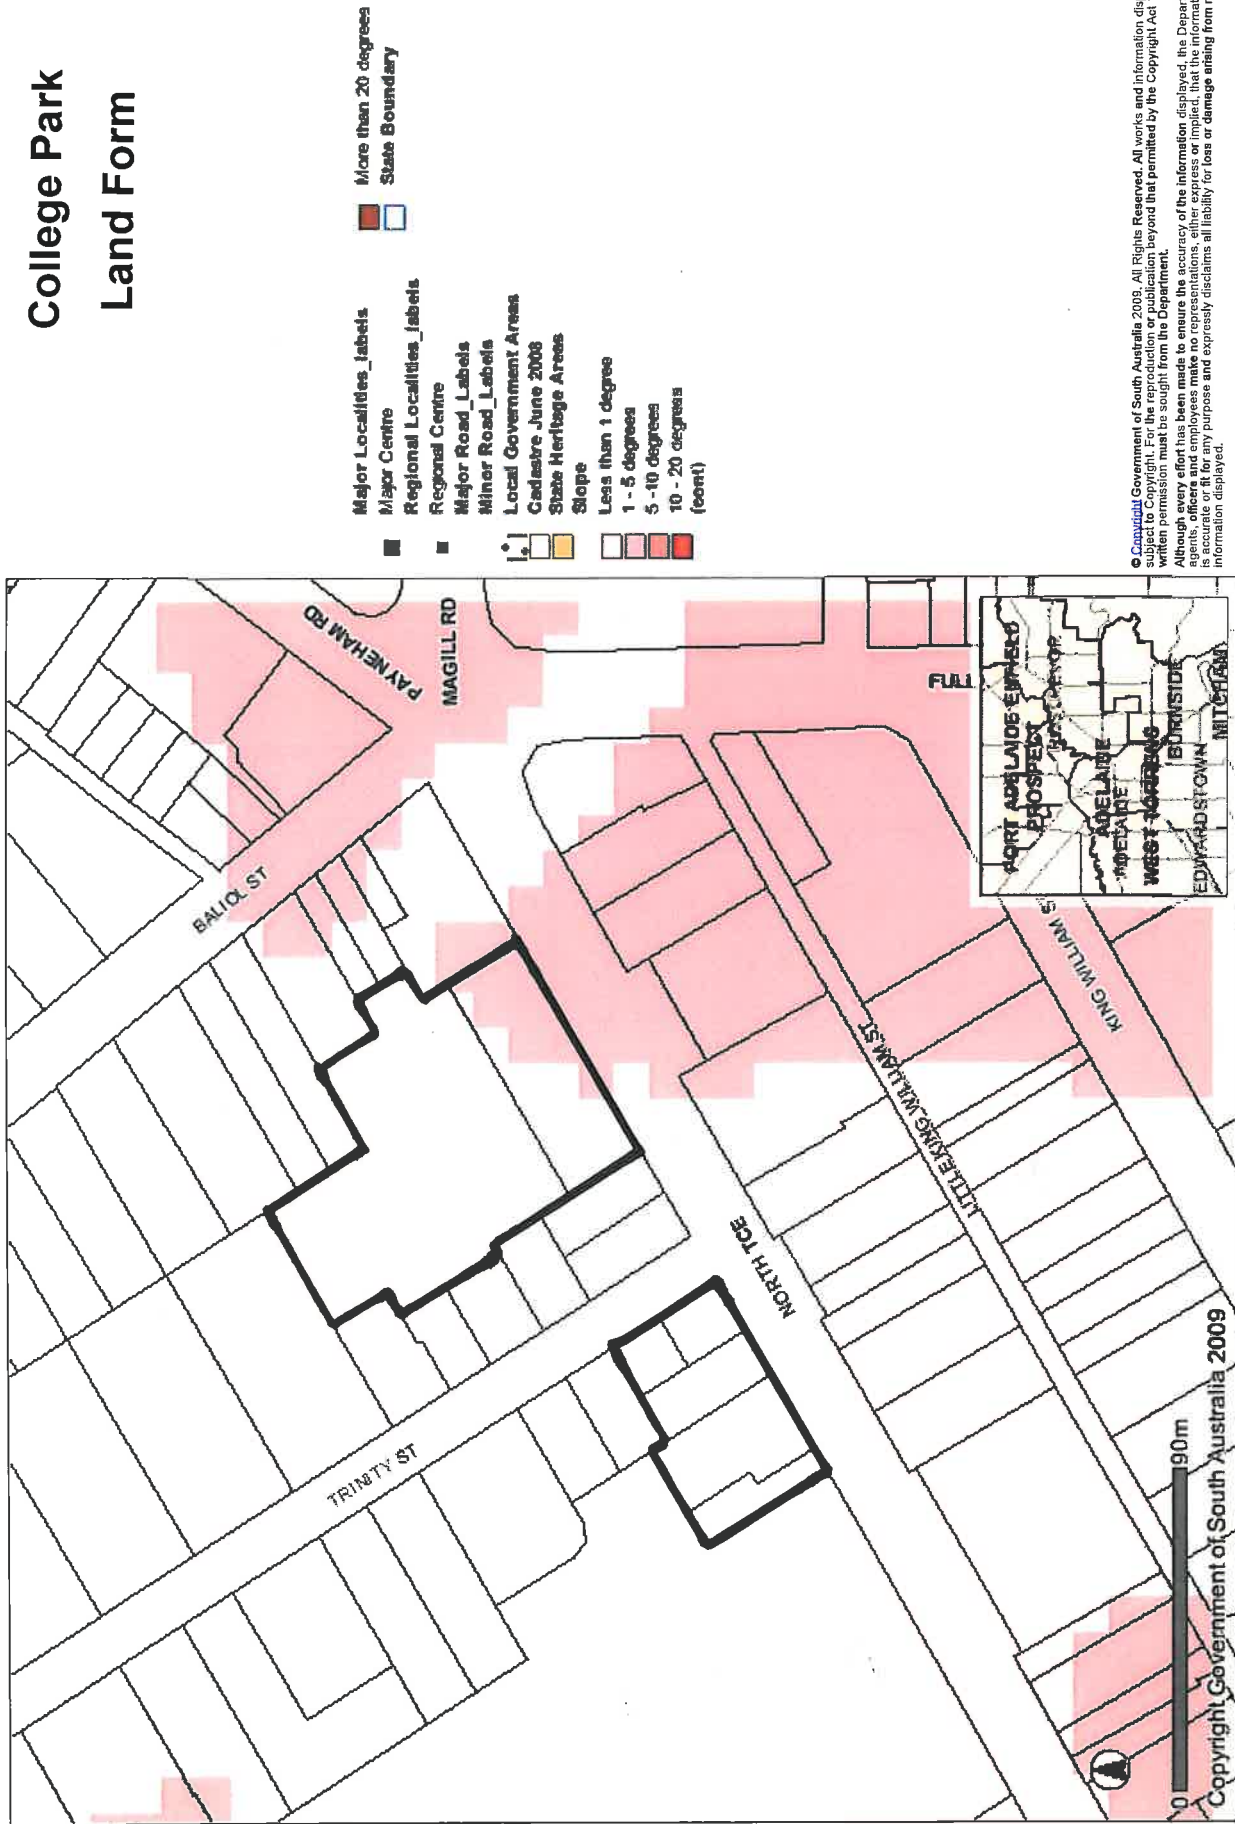 College Park
Land Form
Major Localities_labels
Major Centre
Regional Localities_labels
Regional Centre
Major Road_Labels
Minor Road_Labels
Local Government Areas
Cadastre June 2008
State Heritage Areas
Slope
Less than 1 degree
1 - 5 degrees
5 -10 degrees
10 - 20 degrees
(cont)
More than 20 degrees
State Boundary
PAYNEHAM RD
MAGILL RD
BALIOL ST
FULL
TRINITY ST
NORTH TCE
LITTLE KING WILLIAM ST
KING WILLIAM S
PORT ADELAIDE ENFIELD
PROSPECT
ADELAIDE
ADELAIDE
WEST TORRENS
BURNSIDE
EDWARDSTOWN
MITCHAM
0 90m
Copyright Government of South Australia 2009
© Copyright Government of South Australia 2009. All Rights Reserved. All works and information dis
subject to Copyright. For the reproduction or publication beyond that permitted by the Copyright Act
written permission must be sought from the Department.
Although every effort has been made to ensure the accuracy of the information displayed, the Depar
agents, officers and employees make no representations, either express or implied, that the informat
is accurate or fit for any purpose and expressly disclaims all liability for loss or damage arising from r
information displayed.